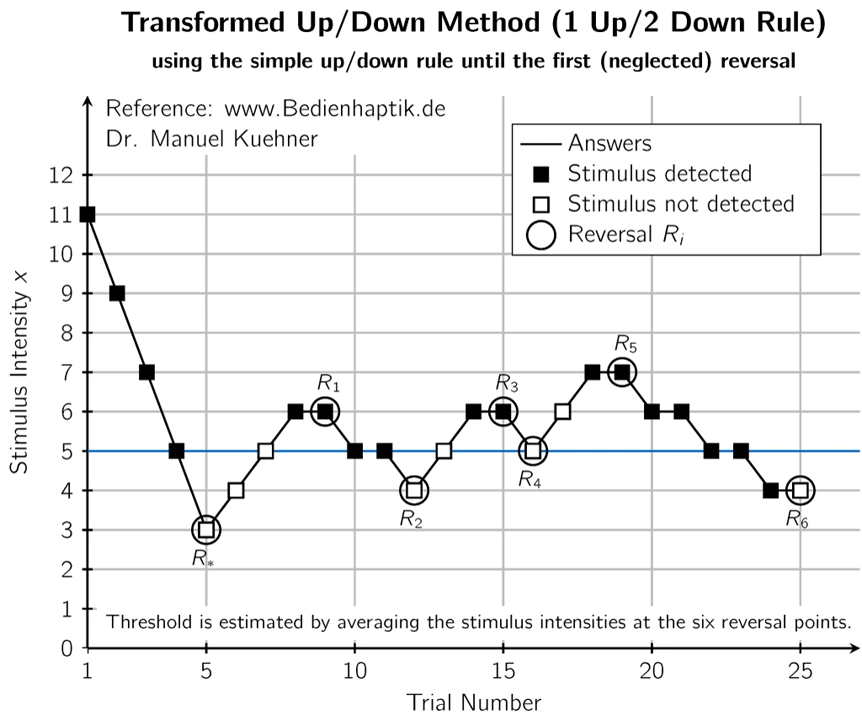 Transformed Up/Down Method (1 Up/2 Down Rule)
using the simple up/down rule until the first (neglected) reversal
Reference: www.Bedienhaptik.de
Dr. Manuel Kuehner
Answers
Stimulus detected
Stimulus not detected
Reversal Ri
12
11
10
9
8
7
6
5
4
3
2
1
0
Stimulus Intensity x
R*
R1
R2
R3
R4
R5
R6
Threshold is estimated by averaging the stimulus intensities at the six reversal points.
1 5 10 15 20 25
Trial Number